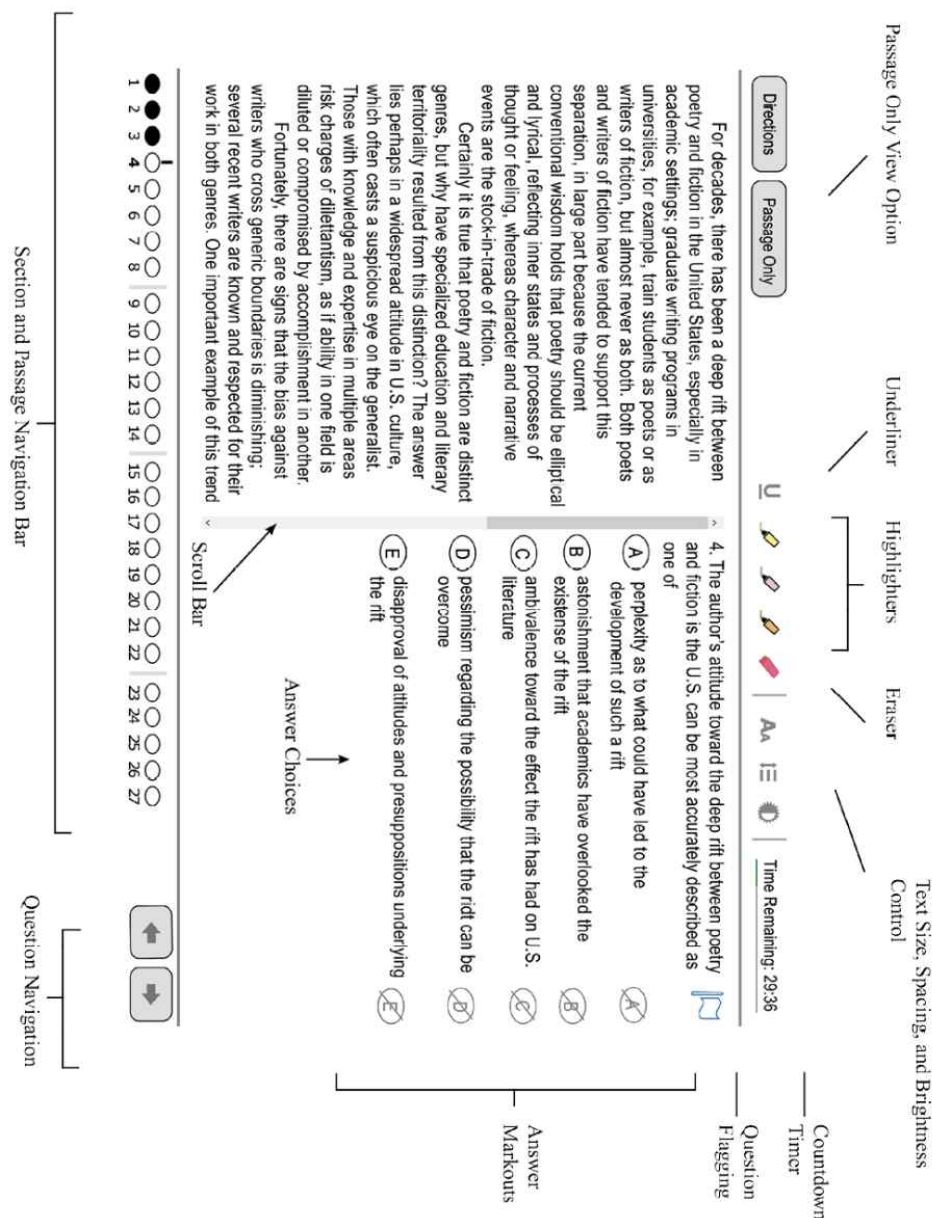 Passage Only View Option
Underliner
Highlighters
Eraser
Text Size, Spacing, and Brightness
Control
Countdown
Timer
Question
Flagging
Answer
Markouts
Directions
Passage Only
U
AA
Time Remaining: 29:36
For decades, there has been a deep rift between
poetry and fiction in the United States, especially in
academic settings; graduate writing programs in
universities, for example, train students as poets or as
writers of fiction, but almost never as both. Both poets
and writers of fiction have tended to support this
separation, in large part because the current
conventional wisdom holds that poetry should be elliptcal
and lyrical, reflecting inner states and processes of
thought or feeling, whereas character and narrative
events are the stock-in-trade of fiction.
Certainly it is true that poetry and fiction are distinct
genres, but why have specialized education and literary
territoriality resulted from this distinction? The answer
lies perhaps in a widespread attitude in U.S. culture,
which often casts a suspicious eye on the generalist.
Those with knowledge and expertise in multiple areas
risk charges of dilettantism, as if ability in one field is
diluted or compromised by accomplishment in another.
Fortunately, there are signs that the bias against
writers who cross generic boundaries is diminishing;
several recent writers are known and respected for their
work in both genres. One important example of this trend
4. The author's attitude toward the deep rift between poetry
and fiction is the U.S. can be most accurately described as
one of
A perplexity as to what could have led to the
development of such a rift
A
B astonishment that academics have overlooked the
existense of the rift
B
C ambivalence toward the effect the rift has had on U.S.
literature
C
D pessimism regarding the possibility that the ridt can be
overcome
D
E disapproval of attitudes and presuppositions underlying
the rift
E
Scroll Bar
Answer Choices
1 2 3 4 5 6 7 8 9 10 11 12 13 14 15 16 17 18 19 20 21 22 23 24 25 26 27
Section and Passage Navigation Bar
Question Navigation